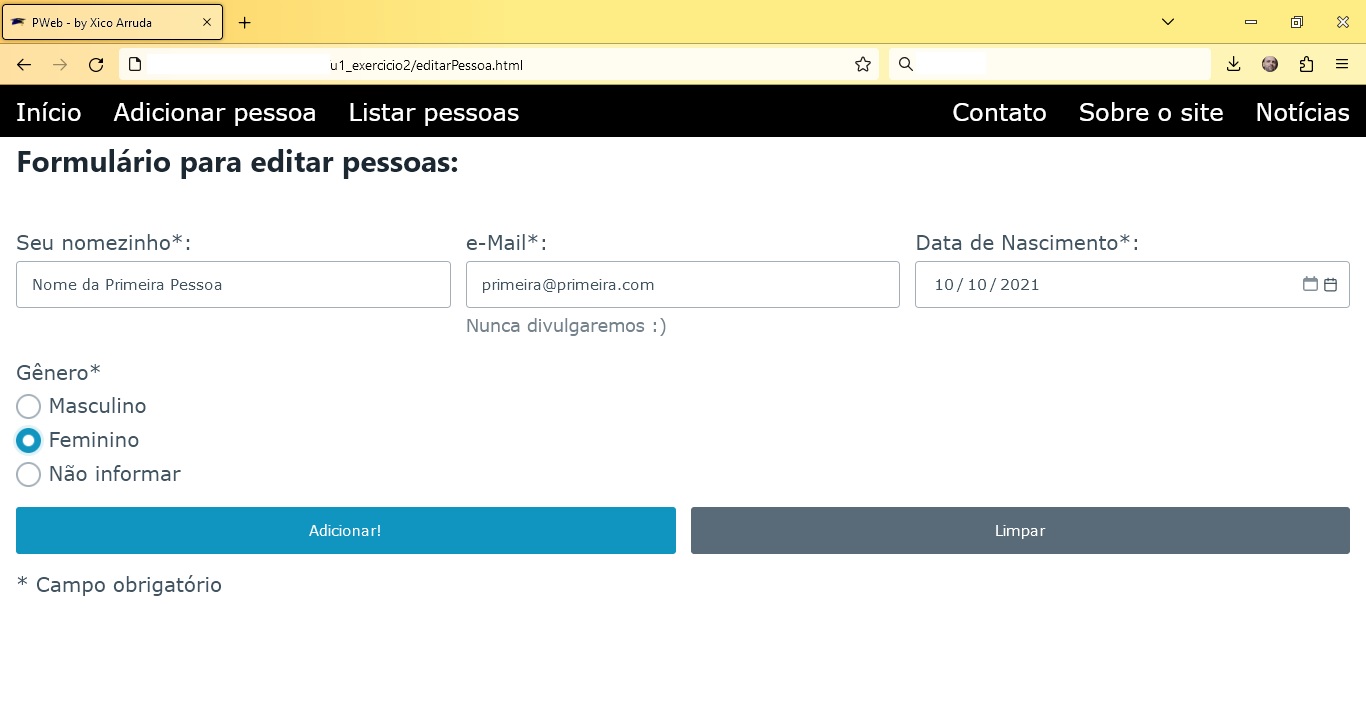 PWeb - by Xico Arruda
u1_exercicio2/editarPessoa.html
Início Adicionar pessoa Listar pessoas Contato Sobre o site Notícias
Formulário para editar pessoas:
Seu nomezinho*: e-Mail*: Data de Nascimento*:
Nome da Primeira Pessoa primeira@primeira.com 10/10/2021
Nunca divulgaremos :)
Gênero*
Masculino
Feminino
Não informar
Adicionar! Limpar
* Campo obrigatório